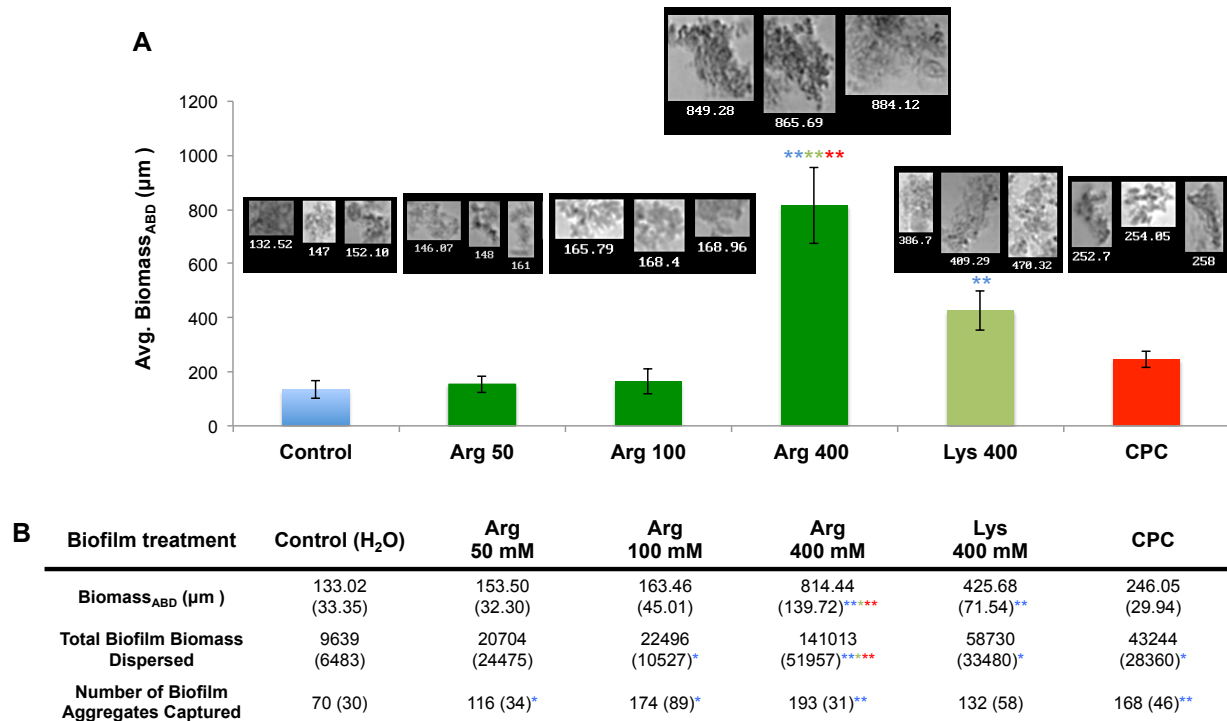 A
849.28
865.69
884.12
1200
1000
800
600
400
200
0
Avg. Biomass_ABD (µm )
132.52
147
152.10
146.07
148
161
165.79
168.4
168.96
******
386.7
409.29
470.32
**
252.7
254.05
258
Control Arg 50 Arg 100 Arg 400 Lys 400 CPC
B
Biofilm treatment Control (H₂O) Arg 50 mM Arg 100 mM Arg 400 mM Lys 400 mM CPC
Biomass_ABD (µm ) 133.02 153.50 163.46 814.44 425.68 246.05
(33.35) (32.30) (45.01) (139.72)***** (71.54)** (29.94)
Total Biofilm Biomass 9639 20704 22496 141013 58730 43244
Dispersed (6483) (24475) (10527)* (51957)***** (33480)* (28360)*
Number of Biofilm
Aggregates Captured 70 (30) 116 (34)* 174 (89)* 193 (31)** 132 (58) 168 (46)**